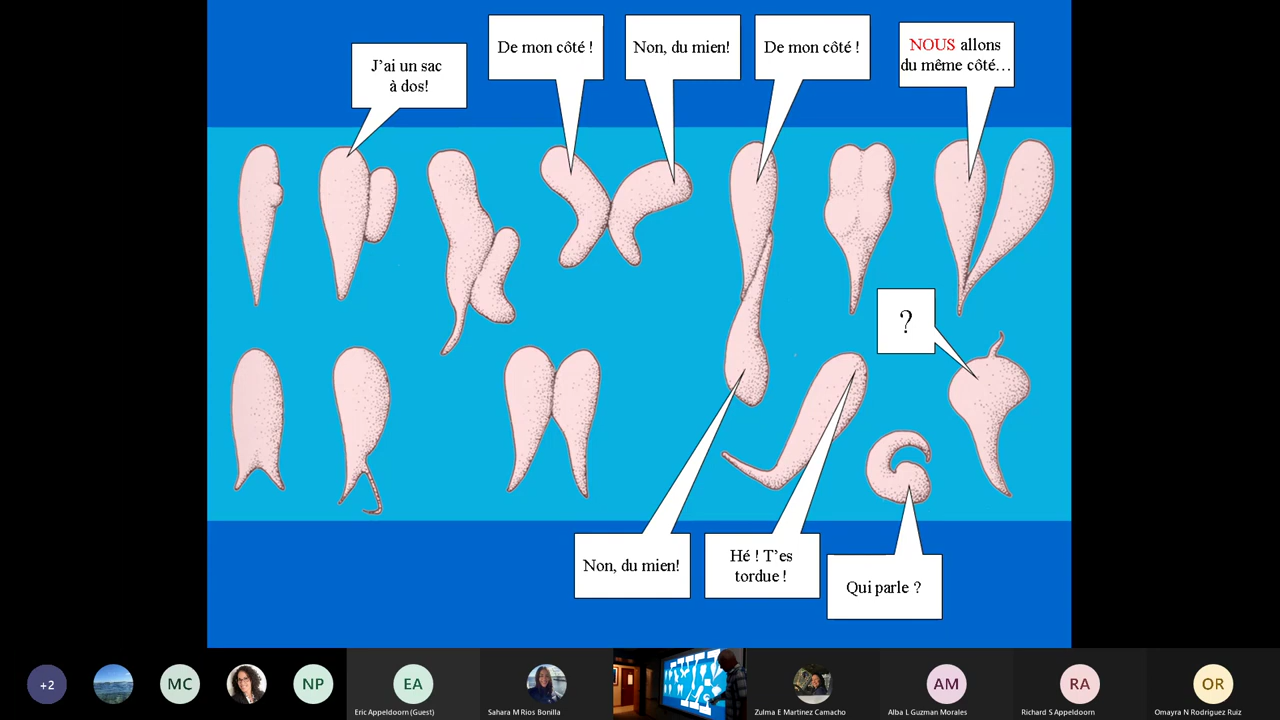 De mon côté !
Non, du mien!
De mon côté !
NOUS allons
du même côté…
J’ai un sac
à dos!
?
Non, du mien!
Hé ! T’es
tordue !
Qui parle ?
+2
MC
NP
EA
Eric Appeldoorn (Guest)
Sahara M Rios Bonilla
Zulma E Martinez Camacho
AM
Alba L Guzman Morales
RA
Richard S Appeldoorn
OR
Omayra N Rodriguez Ruiz